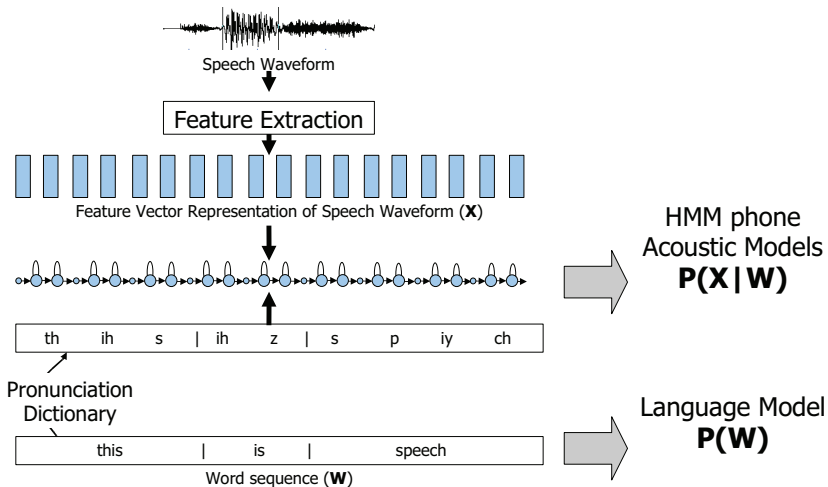 Speech Waveform
Feature Extraction
Feature Vector Representation of Speech Waveform (X)
HMM phone
Acoustic Models
P(X|W)
th ih s | ih z | s p iy ch
Pronunciation
Dictionary
Language Model
P(W)
this | is | speech
Word sequence (W)